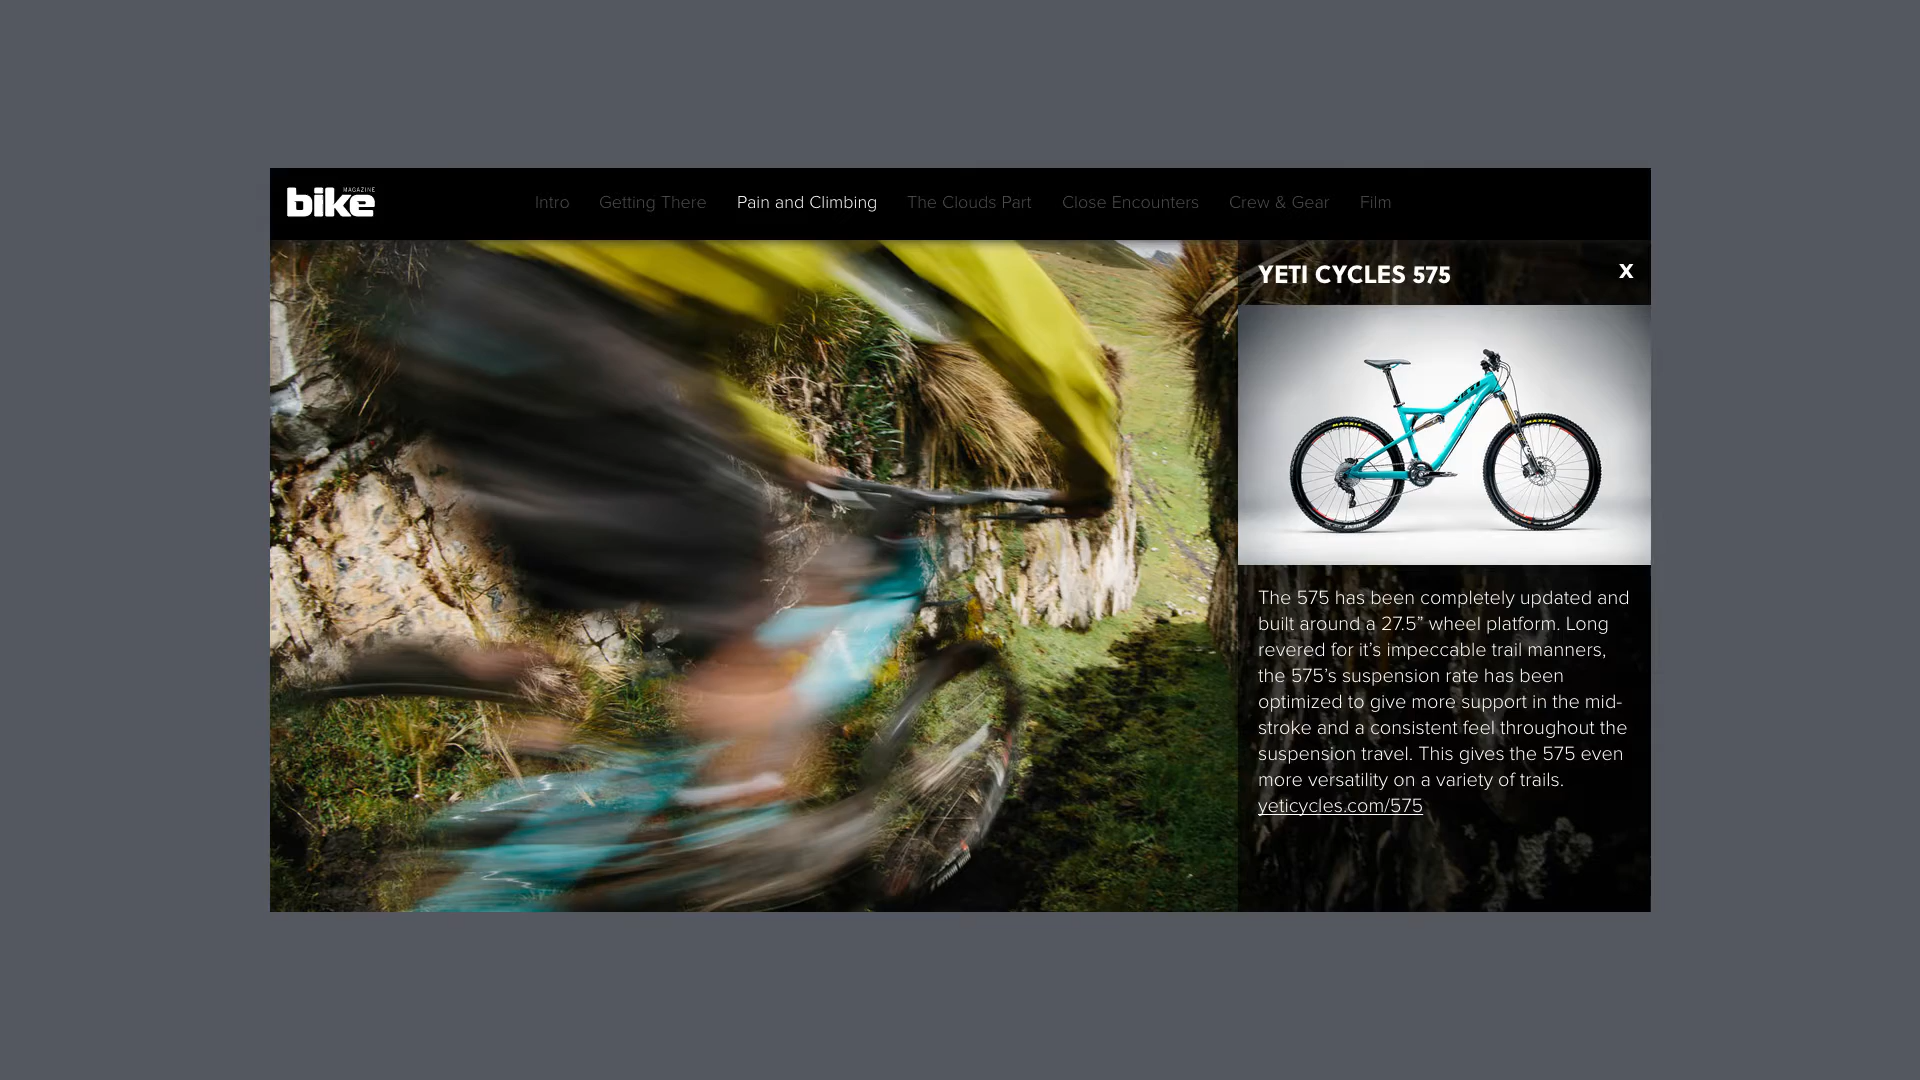 bike
MAGAZINE
Intro
Getting There
Pain and Climbing
The Clouds Part
Close Encounters
Crew & Gear
Film
YETI CYCLES 575
X
YETI
MAXXIS
MAXXIS
The 575 has been completely updated and
built around a 27.5” wheel platform. Long
revered for it’s impeccable trail manners,
the 575’s suspension rate has been
optimized to give more support in the mid-
stroke and a consistent feel throughout the
suspension travel. This gives the 575 even
more versatility on a variety of trails.
yeticycles.com/575